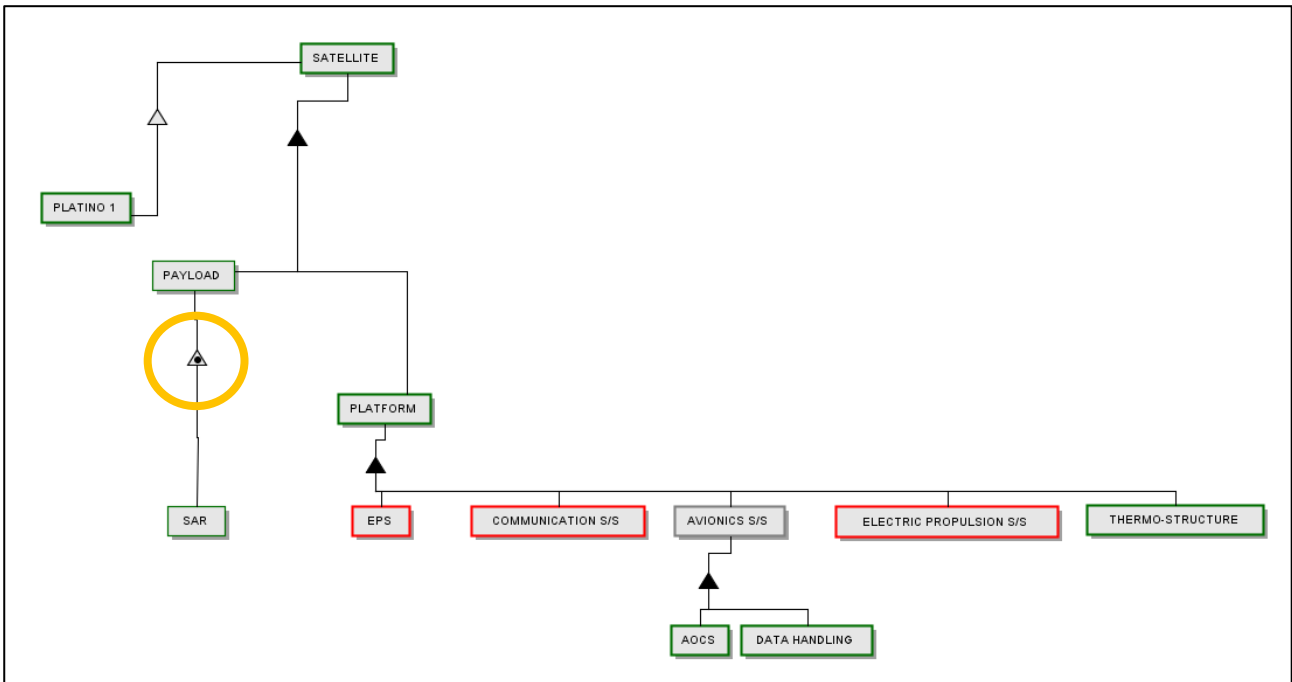 SATELLITE
PLATINO 1
PAYLOAD
PLATFORM
SAR
EPS
COMMUNICATION S/S
AVIONICS S/S
ELECTRIC PROPULSION S/S
THERMO-STRUCTURE
AOCS
DATA HANDLING